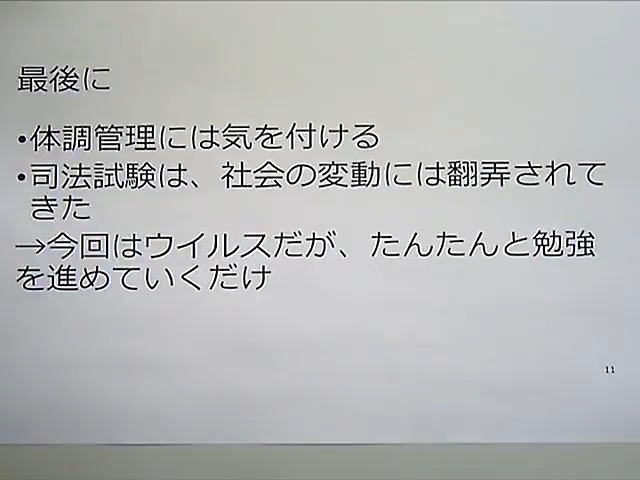 最後に
•体調管理には気を付ける
•司法試験は、社会の変動には翻弄されて
きた
→今回はウイルスだが、たんたんと勉強
を進めていくだけ
11